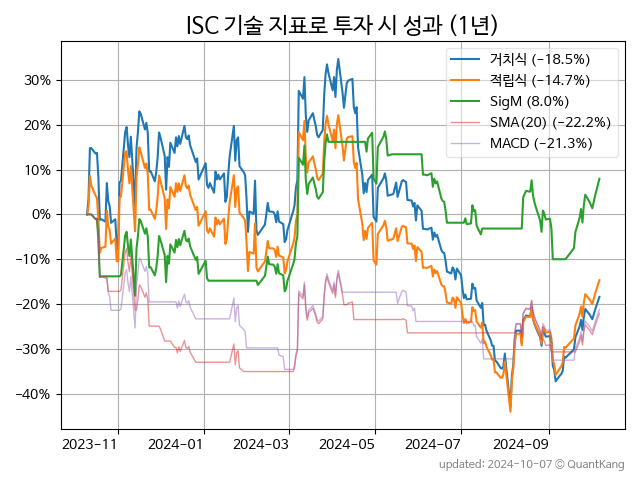 ISC 기술 지표로 투자 시 성과 (1년)
거치식 (−18.5%)
적립식 (−14.7%)
SigM (8.0%)
SMA(20) (−22.2%)
MACD (−21.3%)
30%
20%
10%
0%
−10%
−20%
−30%
−40%
2023−11
2024−01
2024−03
2024−05
2024−07
2024−09
updated: 2024-10-07 © QuantKang